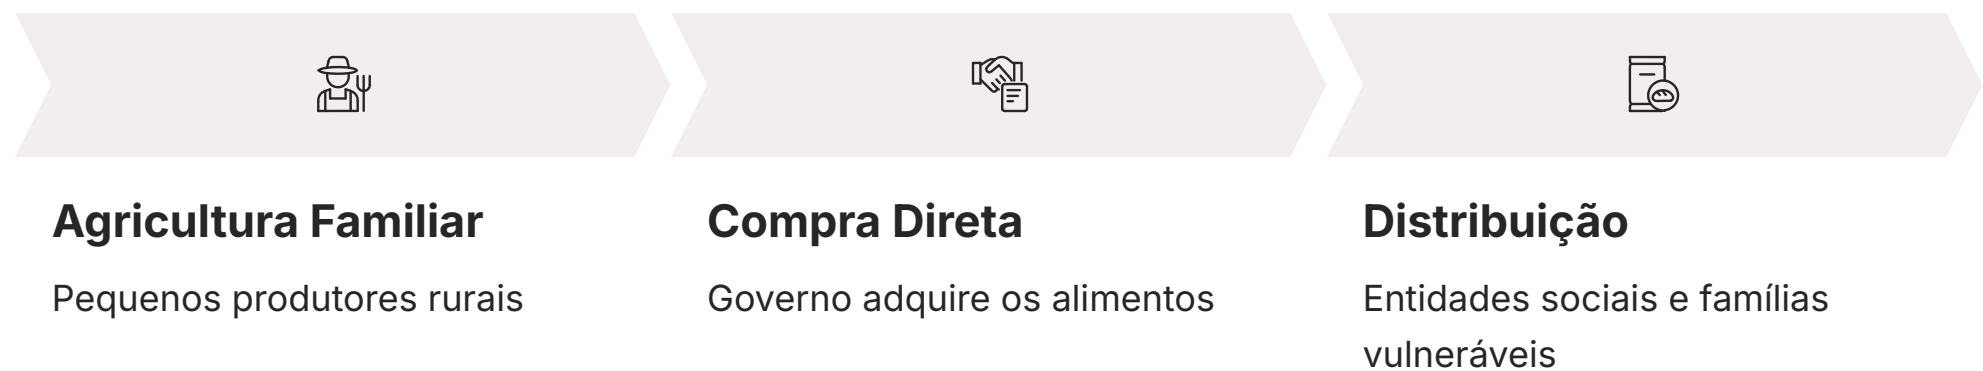 Agricultura Familiar
Pequenos produtores rurais
Compra Direta
Governo adquire os alimentos
Distribuição
Entidades sociais e famílias
vulneráveis